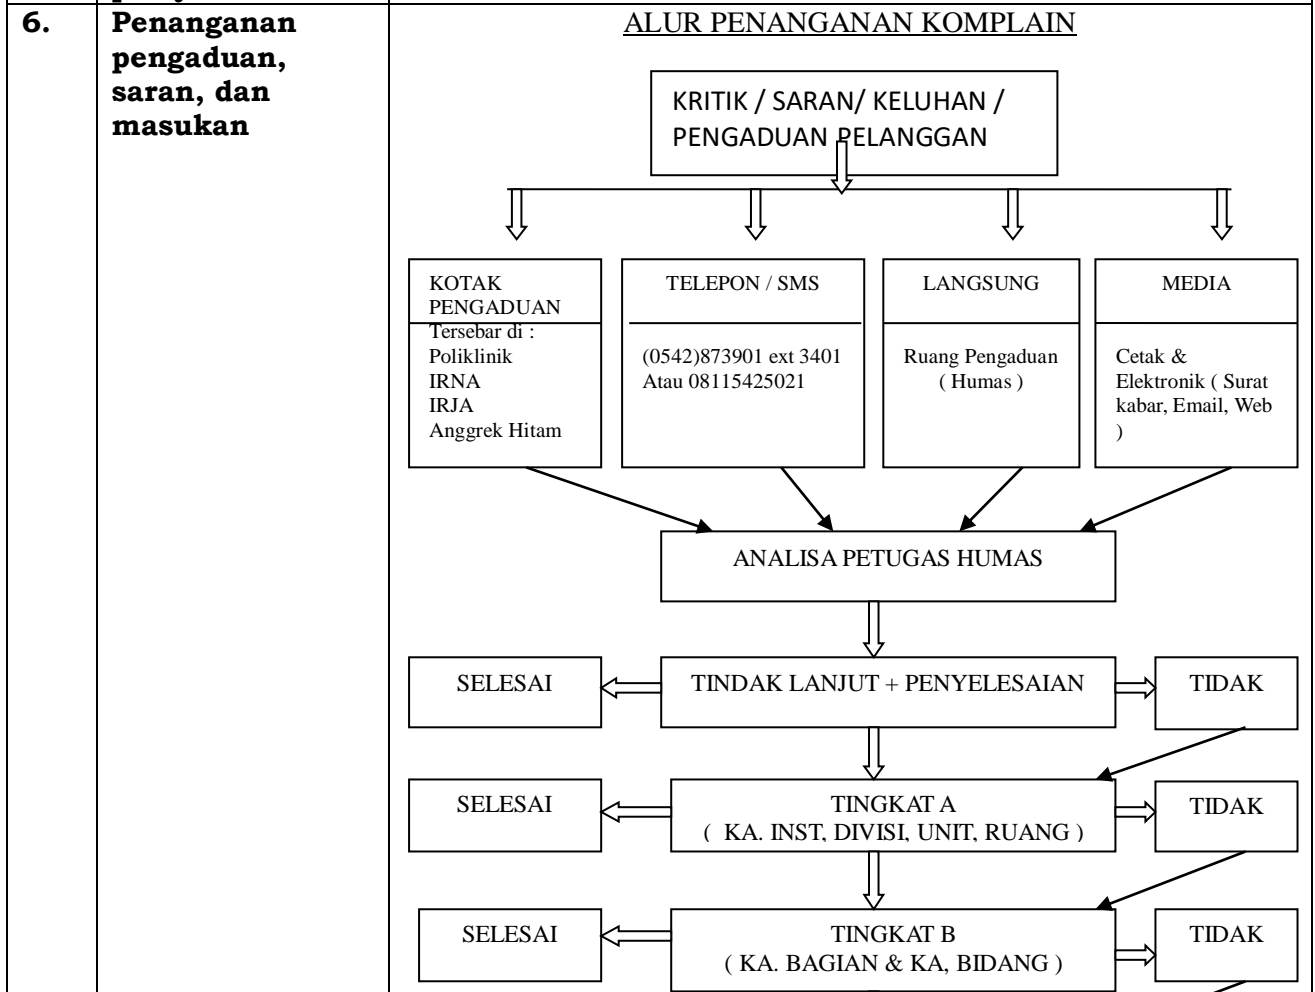 6.
Penanganan
pengaduan,
saran, dan
masukan
ALUR PENANGANAN KOMPLAIN
KRITIK / SARAN/ KELUHAN /
PENGADUAN PELANGGAN
KOTAK
PENGADUAN
Tersebar di :
Poliklinik
IRNA
IRJA
Anggrek Hitam
TELEPON / SMS
(0542)873901 ext 3401
Atau 08115425021
LANGSUNG
Ruang Pengaduan
( Humas )
MEDIA
Cetak &
Elektronik ( Surat
kabar, Email, Web
)
ANALISA PETUGAS HUMAS
SELESAI
TINDAK LANJUT + PENYELESAIAN
TIDAK
SELESAI
TINGKAT A
( KA. INST, DIVISI, UNIT, RUANG )
TIDAK
SELESAI
TINGKAT B
( KA. BAGIAN & KA, BIDANG )
TIDAK